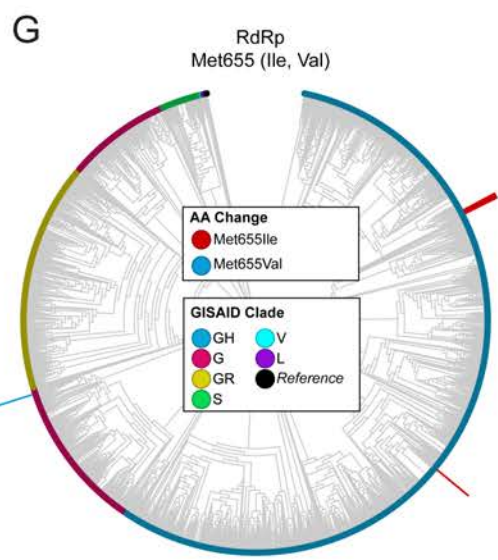 G
RdRp
Met655 (Ile, Val)
AA Change
Met655Ile
Met655Val
GISAID Clade
GH
V
G
L
GR
Reference
S